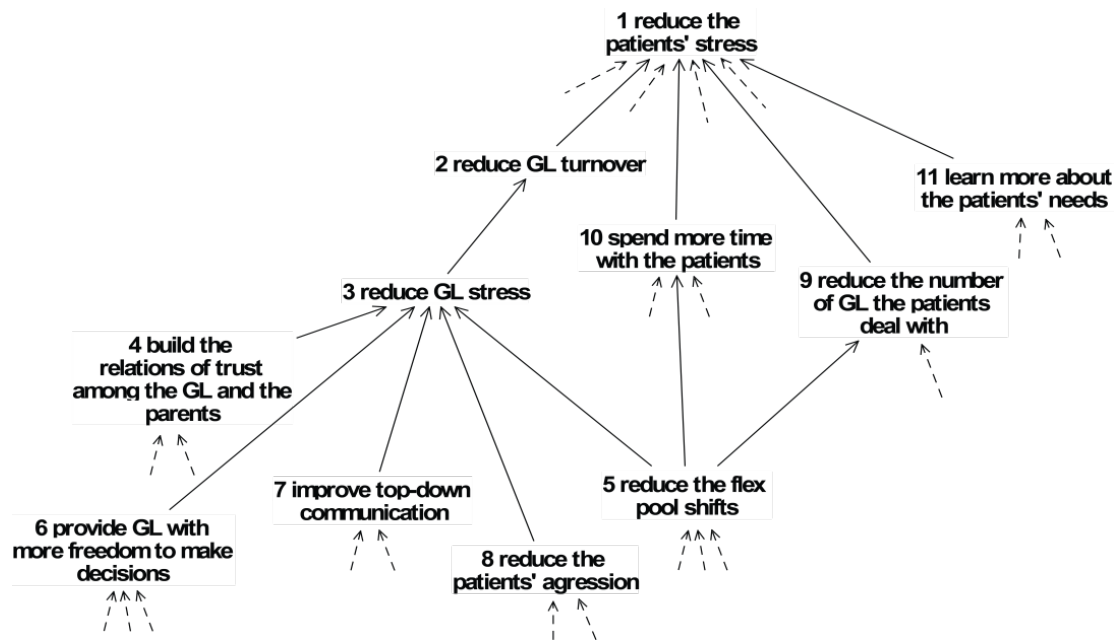 1 reduce the
patients' stress
2 reduce GL turnover
11 learn more about
the patients' needs
10 spend more time
with the patients
3 reduce GL stress
9 reduce the number
of GL the patients
deal with
4 build the
relations of trust
among the GL and the
parents
7 improve top-down
communication
5 reduce the flex
pool shifts
6 provide GL with
more freedom to make
decisions
8 reduce the
patients' agression